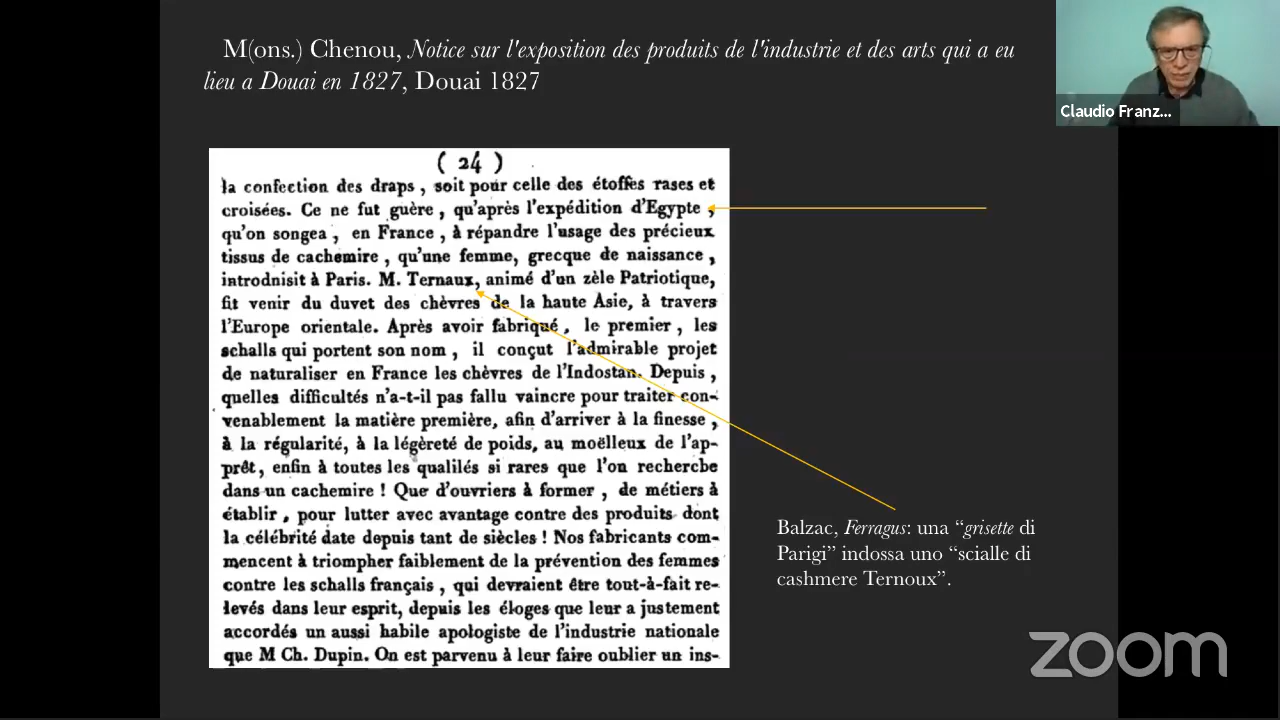 M(ons.) Chenou, Notice sur l'exposition des produits de l'industrie et des arts qui a eu
lieu a Douai en 1827, Douai 1827
Claudio Franz...
( 24 )
la confection des draps , soit pour celle des étoffes rases et
croisées. Ce ne fut guère , qu'après l'expédition d'Egypte ,
qu'on songea , en France , à répandre l'usage des précieux
tissus de cachemire , qu'une femme, grecque de naissance ,
introdnisit à Paris. M. Ternaux, animé d'un zèle Patriotique,
fit venir du duvet des chèvres de la haute Asie, à travers
l'Europe orientale. Après avoir fabriqué , le premier , les
schalls qui portent son nom , il conçut l'admirable projet
de naturaliser en France les chèvres de l'Indostan. Depuis ,
quelles difficultés n'a-t-il pas fallu vaincre pour traiter con-
venablement la matière première, afin d'arriver à la finesse ,
à la régularité, à la légèreté de poids, au moëlleux de l'ap-
prêt, enfin à toutes les qualilés si rares que l'on recherche
dans un cachemire ! Que d'ouvriers à former , de métiers à
établir , pour lutter avec avantage contre des produits dont
la célébrité date depuis tant de siècles ! Nos fabricants com-
mencent à triompher faiblement de la prévention des femmes
contre les schalls français , qui devraient être tout-à-fait re-
levés dans leur esprit, depuis les éloges que leur a justement
accordés un aussi habile apologiste de l'industrie nationale
que M Ch. Dupin. On est parvenu à leur faire oublier un ins-
Balzac, Ferragus: una “grisette di
Parigi” indossa uno “scialle di
cashmere Ternoux”.
zoom